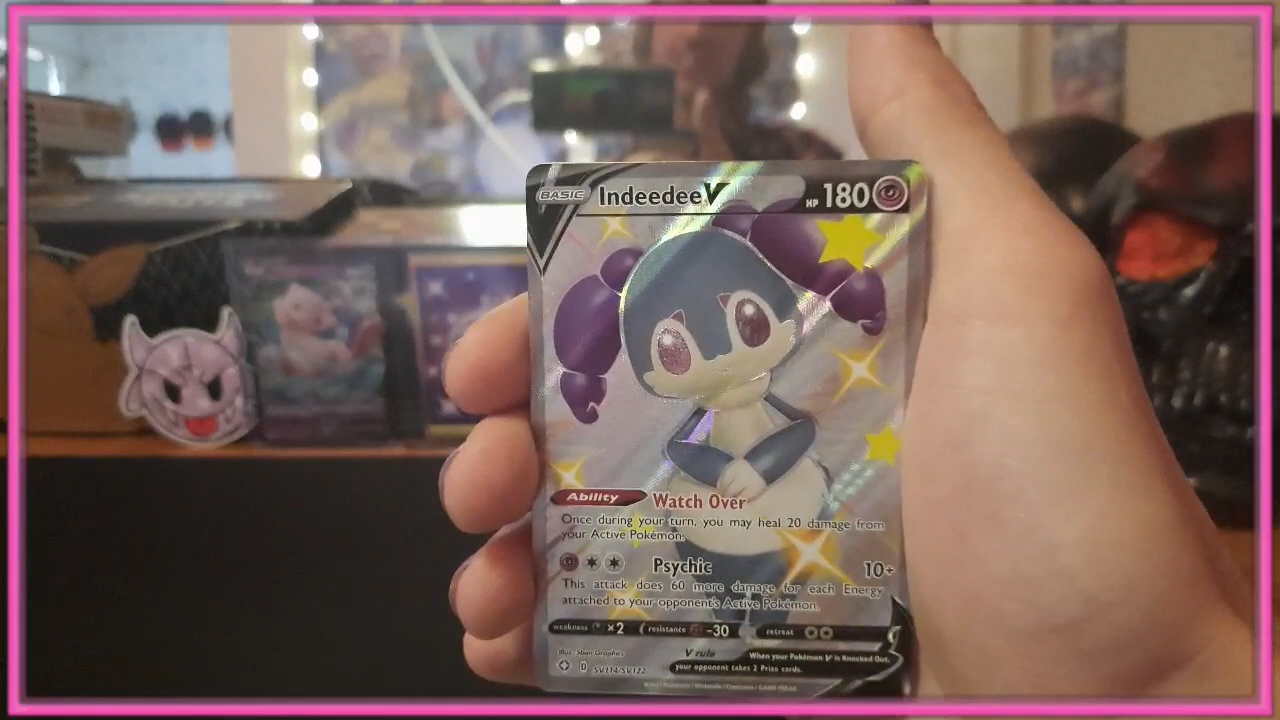 BASIC Indeedee V HP 180
Ability Watch Over
Once during your turn, you may heal 20 damage from
your Active Pokémon.
Psychic 10+
This attack does 60 more damage for each Energy
attached to your opponent's Active Pokémon.
weakness ×2 resistance -30 retreat
Illus. 5ban Graphics V rule When your Pokémon V is Knocked Out,
D SV114/SV122 your opponent takes 2 Prize cards.